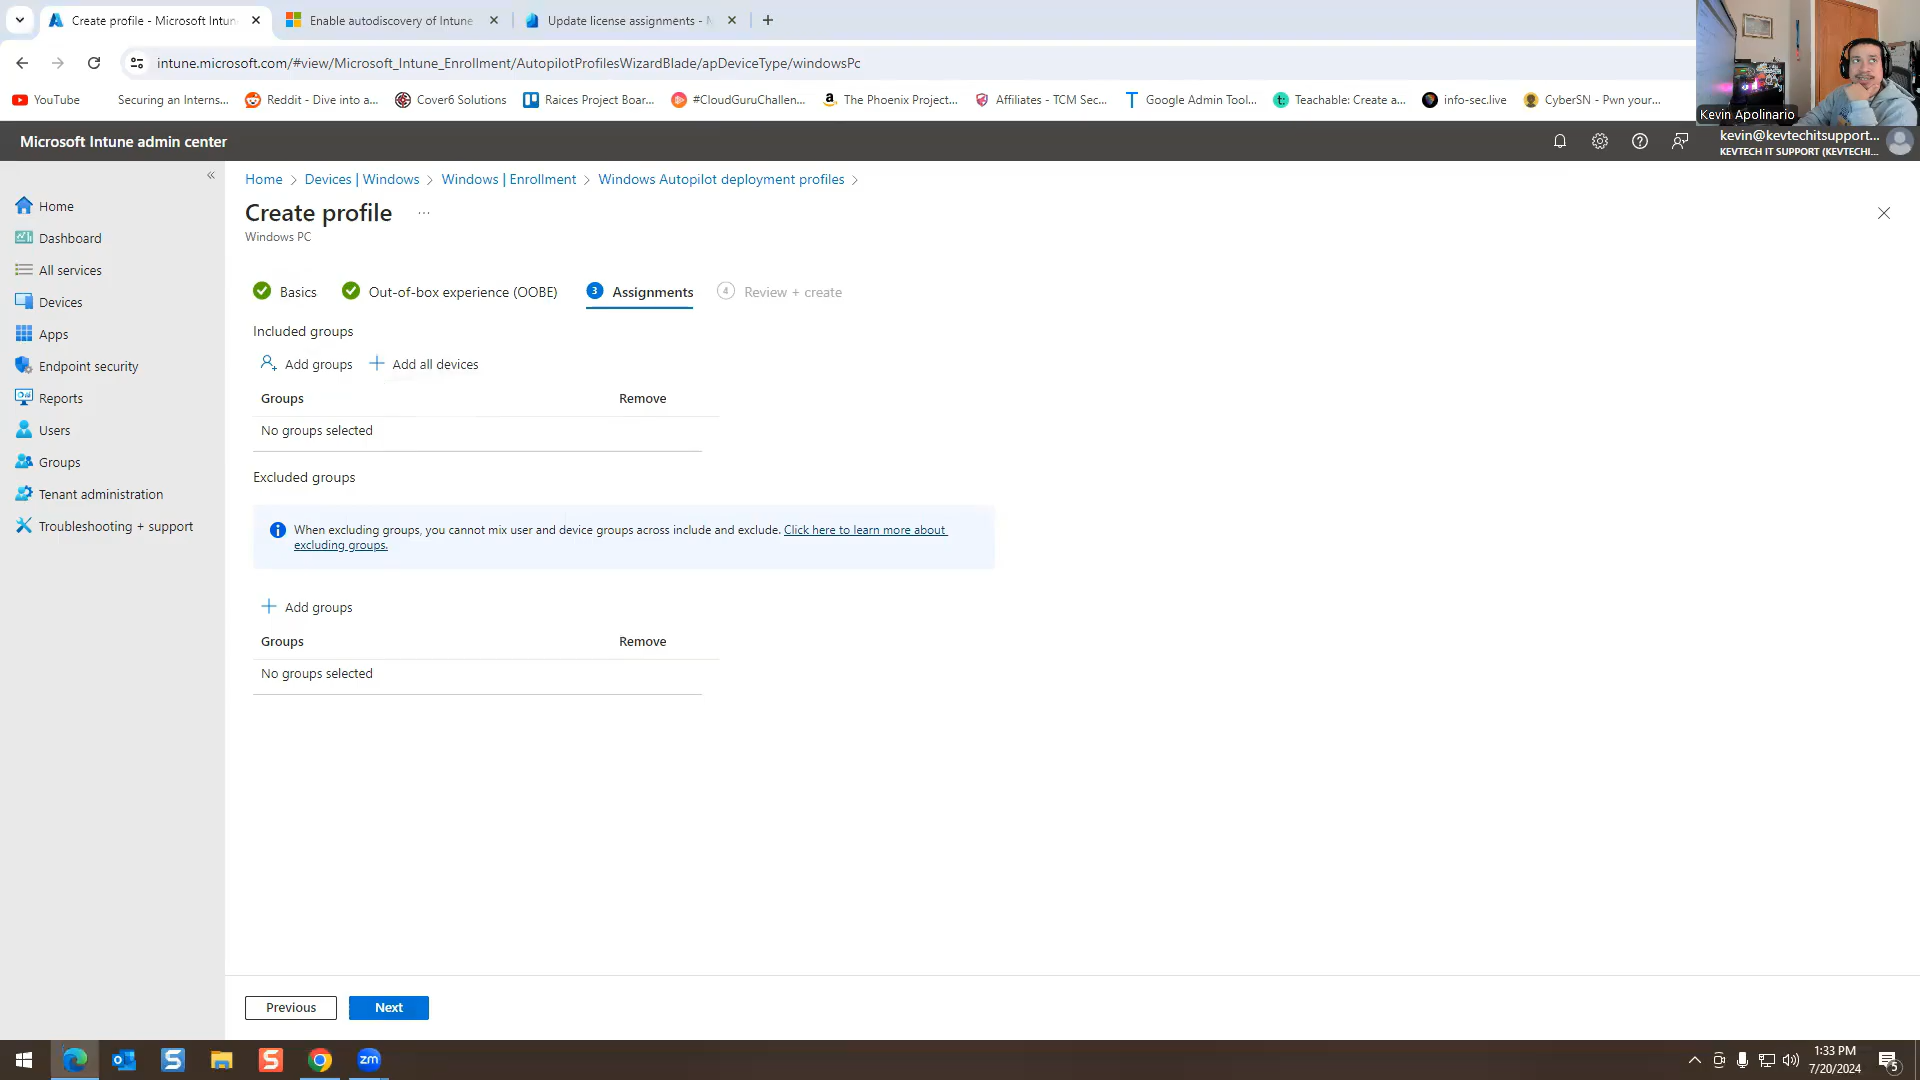 Create profile - Microsoft Intun
Enable autodiscovery of Intune
Update license assignments - M
intune.microsoft.com/#view/Microsoft_Intune_Enrollment/AutopilotProfilesWizardBlade/apDeviceType/windowsPc
YouTube
Securing an Interns...
Reddit - Dive into a...
Cover6 Solutions
Raices Project Boar...
#CloudGuruChallen...
The Phoenix Project...
Affiliates - TCM Sec...
Google Admin Tool...
Teachable: Create a...
info-sec.live
CyberSN - Pwn your...
Kevin Apolinario
Microsoft Intune admin center
kevin@kevtechitsupport...
KEVTECH IT SUPPORT (KEVTECHI...
Home
Dashboard
All services
Devices
Apps
Endpoint security
Reports
Users
Groups
Tenant administration
Troubleshooting + support
Home > Devices | Windows > Windows | Enrollment > Windows Autopilot deployment profiles >
Create profile ...
Windows PC
Basics
Out-of-box experience (OOBE)
3 Assignments
4 Review + create
Included groups
Add groups
Add all devices
Groups Remove
No groups selected
Excluded groups
When excluding groups, you cannot mix user and device groups across include and exclude. Click here to learn more about
excluding groups.
Add groups
Groups Remove
No groups selected
Previous
Next
zm
1:33 PM
7/20/2024
5